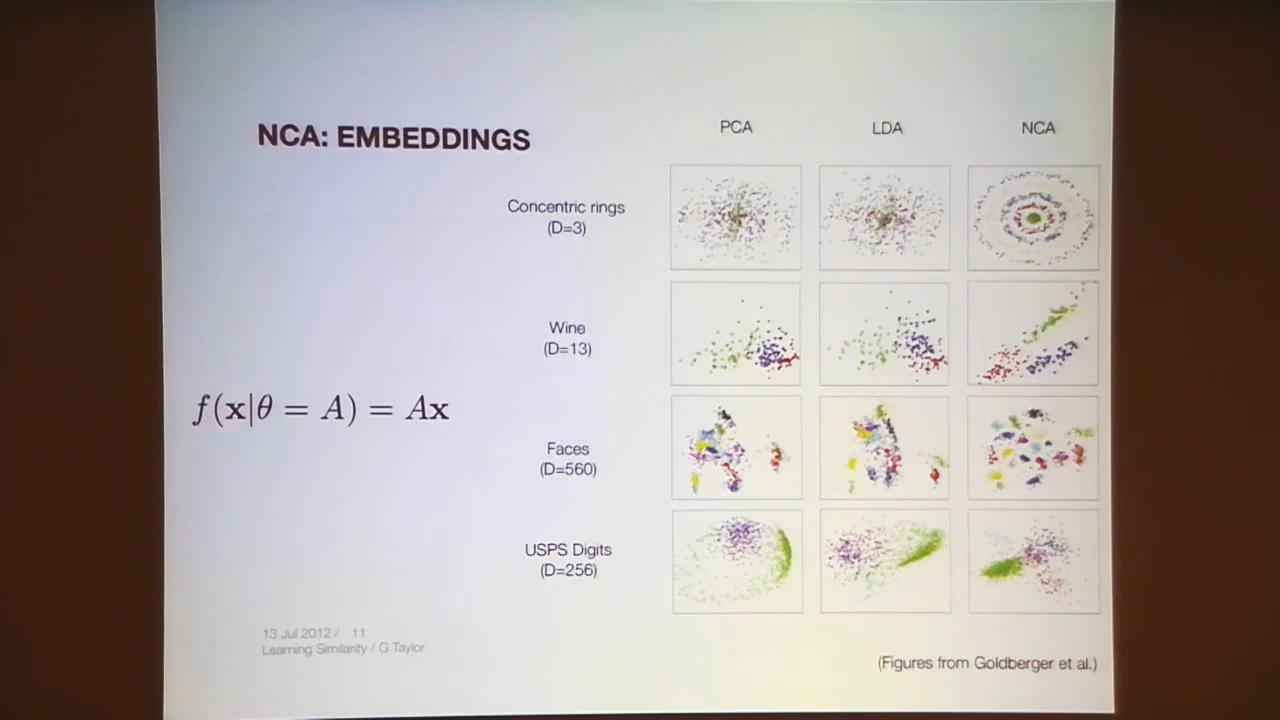 NCA: EMBEDDINGS
PCA LDA NCA
Concentric rings
(D=3)
Wine
(D=13)
f(x|θ = A) = Ax
Faces
(D=560)
USPS Digits
(D=256)
13 Jul 2012 / 11
Learning Similarity / G Taylor
(Figures from Goldberger et al.)